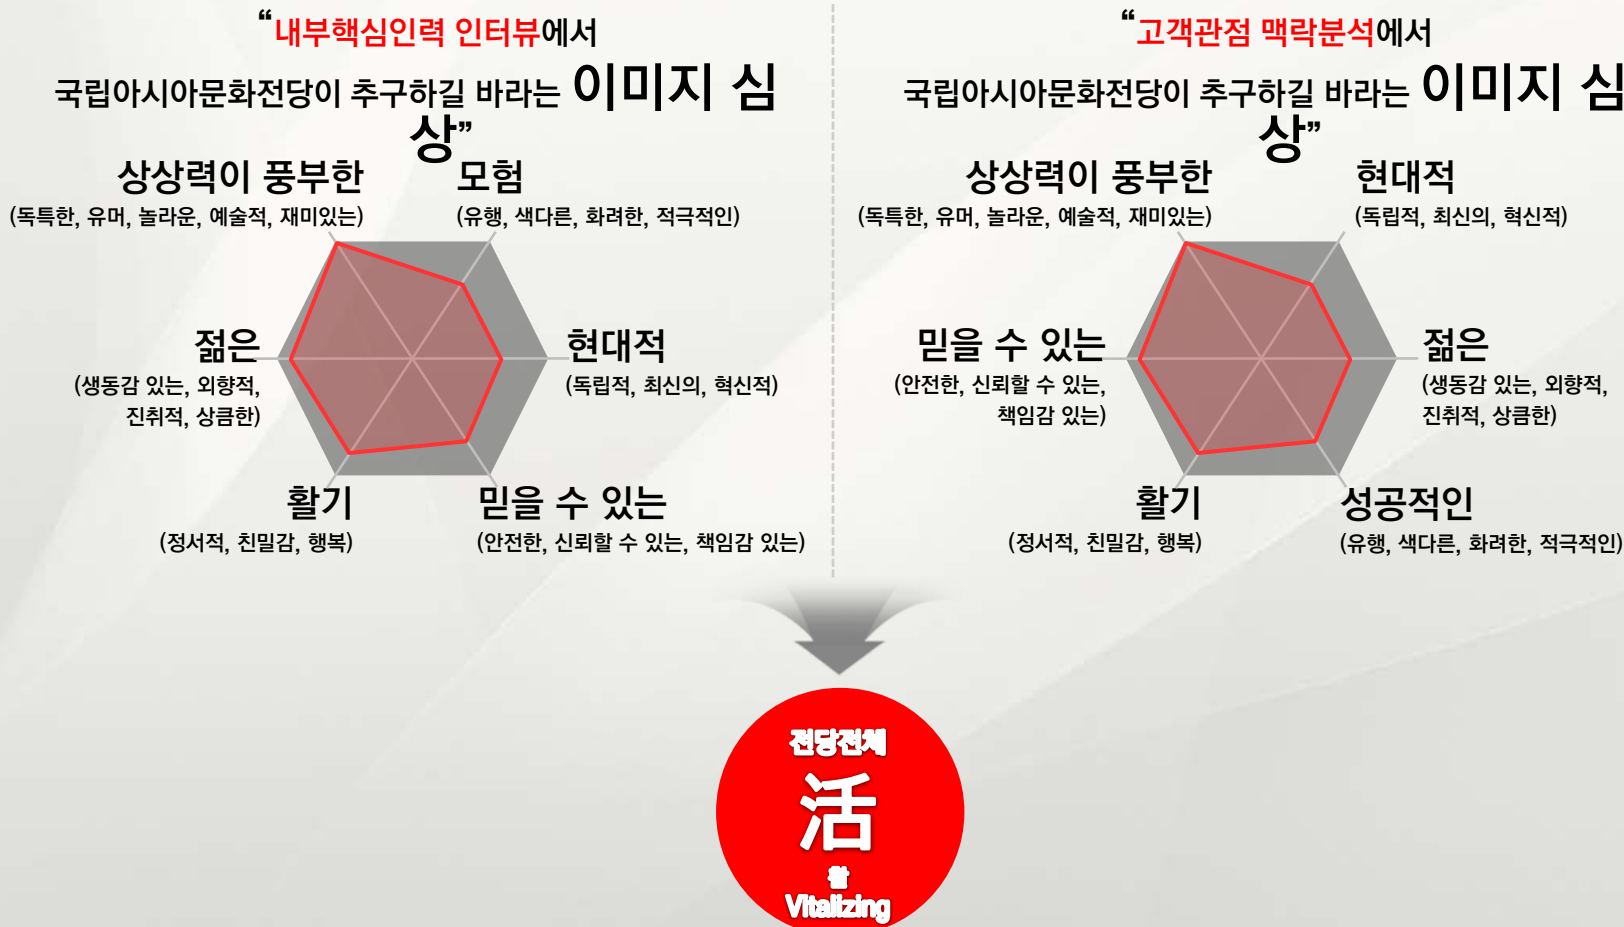 “내부핵심인력 인터뷰에서
국립아시아문화전당이 추구하길 바라는 이미지 심
상”
상상력이 풍부한
(독특한, 유머, 놀라운, 예술적, 재미있는)
모험
(유행, 색다른, 화려한, 적극적인)
젊은
(생동감 있는, 외향적,
진취적, 상큼한)
현대적
(독립적, 최신의, 혁신적)
활기
(정서적, 친밀감, 행복)
믿을 수 있는
(안전한, 신뢰할 수 있는, 책임감 있는)
“고객관점 맥락분석에서
국립아시아문화전당이 추구하길 바라는 이미지 심
상”
상상력이 풍부한
(독특한, 유머, 놀라운, 예술적, 재미있는)
현대적
(독립적, 최신의, 혁신적)
믿을 수 있는
(안전한, 신뢰할 수 있는,
책임감 있는)
젊은
(생동감 있는, 외향적,
진취적, 상큼한)
활기
(정서적, 친밀감, 행복)
성공적인
(유행, 색다른, 화려한, 적극적인)
전당전체
活
활
Vitalizing